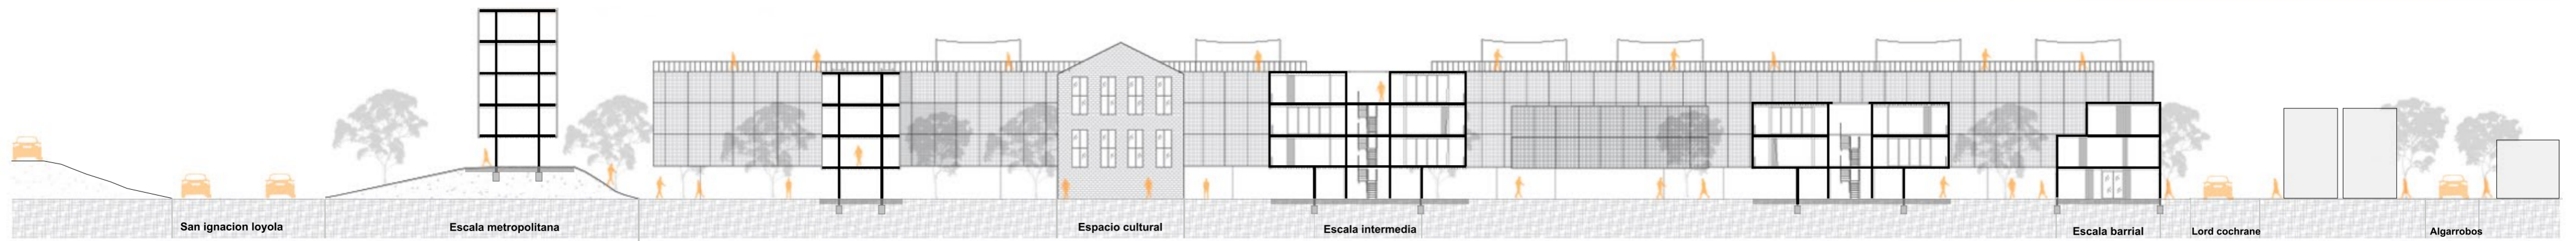 San ignacion loyola
Escala metropolitana
Espacio cultural
Escala intermedia
Escala barrial
Lord cochrane
Algarrobos